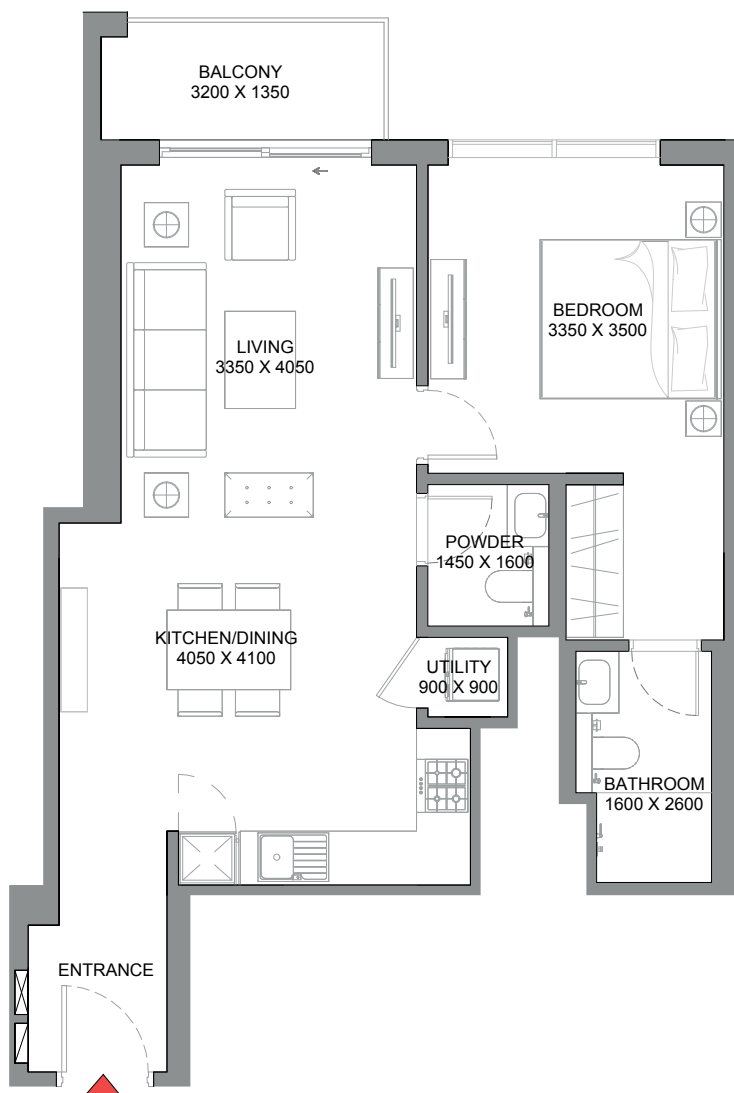 BALCONY
3200 X 1350
BEDROOM
3350 X 3500
LIVING
3350 X 4050
POWDER
1450 X 1600
KITCHEN/DINING
4050 X 4100
UTILITY
900 X 900
BATHROOM
1600 X 2600
ENTRANCE